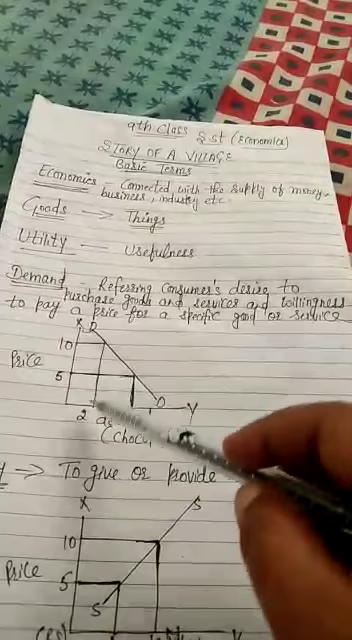 9th Class S.st (Economics)
STORY OF A VILLAGE
Basic Terms
Economics - Connected with the supply of money,
business, industry etc.
Goods → Things
Utility — Usefulness
Demand - Referring Consumer's desire to
purchase goods and services and willingness
to pay a price for a specific good or service
X D
10
Price
5
D
Y
2
(Choco
→ To give or provide
X
S
10
Price
5
S
(Rs)